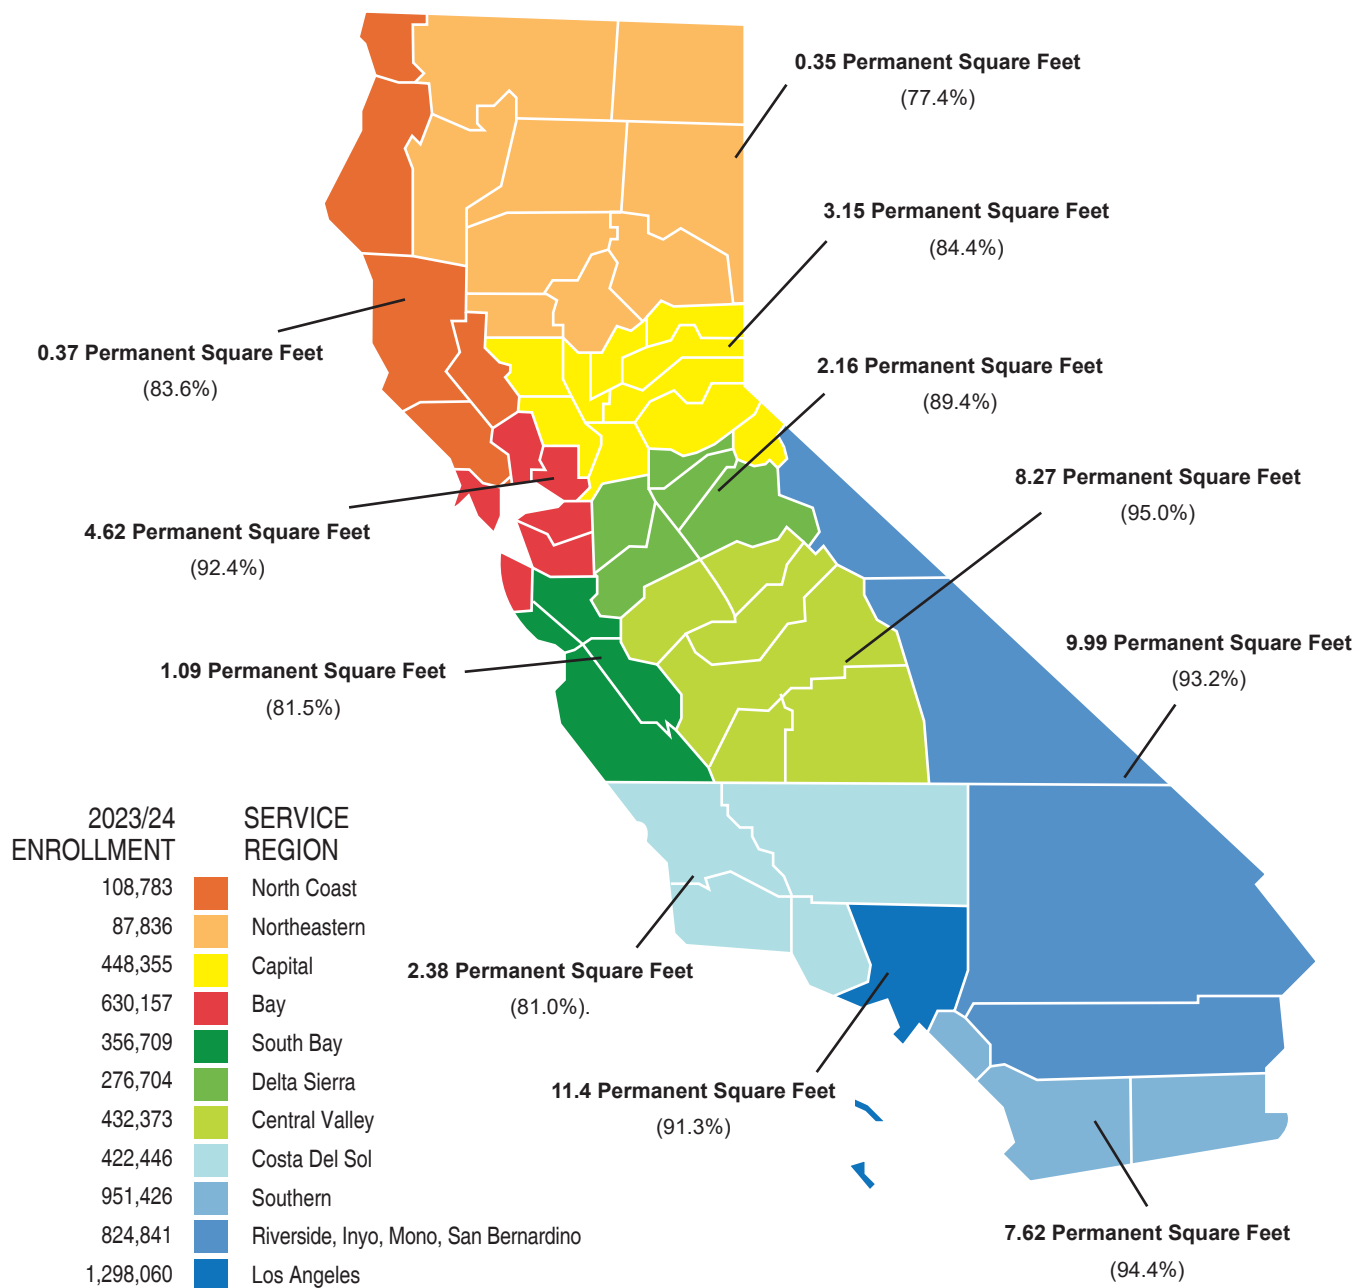 0.35 Permanent Square Feet
(77.4%)
3.15 Permanent Square Feet
(84.4%)
0.37 Permanent Square Feet
(83.6%)
2.16 Permanent Square Feet
(89.4%)
8.27 Permanent Square Feet
(95.0%)
4.62 Permanent Square Feet
(92.4%)
9.99 Permanent Square Feet
(93.2%)
1.09 Permanent Square Feet
(81.5%)
2.38 Permanent Square Feet
(81.0%).
11.4 Permanent Square Feet
(91.3%)
7.62 Permanent Square Feet
(94.4%)
2023/24 SERVICE
ENROLLMENT REGION
108,783 North Coast
87,836 Northeastern
448,355 Capital
630,157 Bay
356,709 South Bay
276,704 Delta Sierra
432,373 Central Valley
422,446 Costa Del Sol
951,426 Southern
824,841 Riverside, Inyo, Mono, San Bernardino
1,298,060 Los Angeles